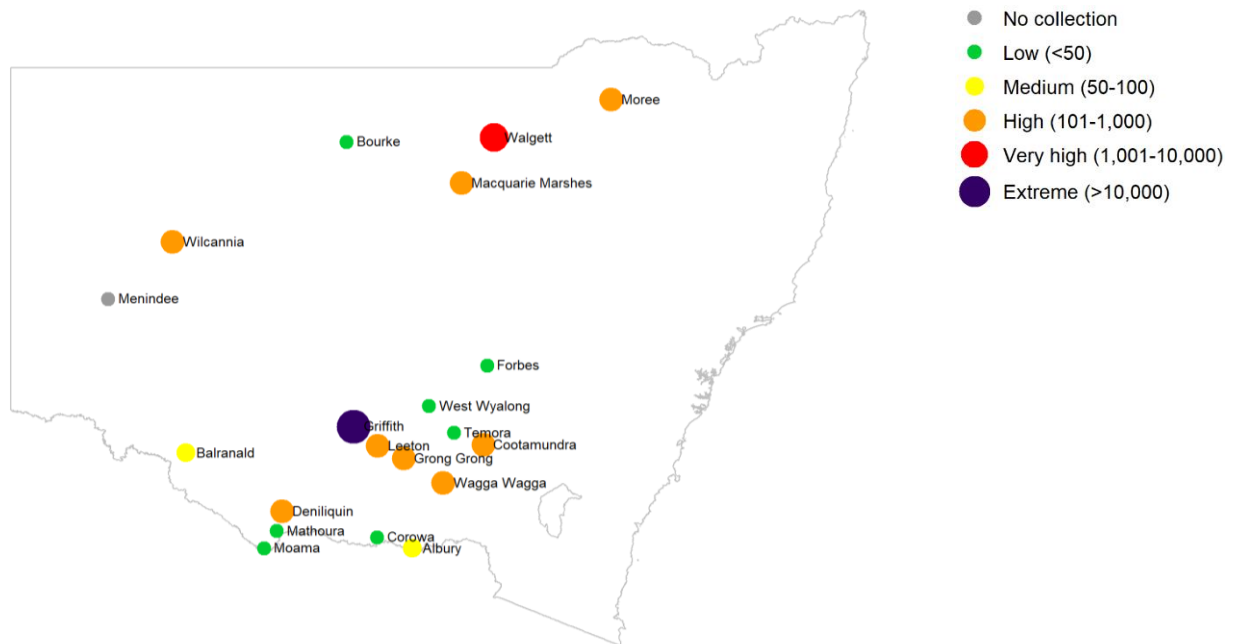 No collection
Low (<50)
Medium (50-100)
High (101-1,000)
Very high (1,001-10,000)
Extreme (>10,000)
Moree
Walgett
Bourke
Macquarie Marshes
Wilcannia
Menindee
Forbes
West Wyalong
Griffith
Temora
Leeton
Cootamundra
Balranald
Grong Grong
Wagga Wagga
Deniliquin
Mathoura
Corowa
Moama
Albury